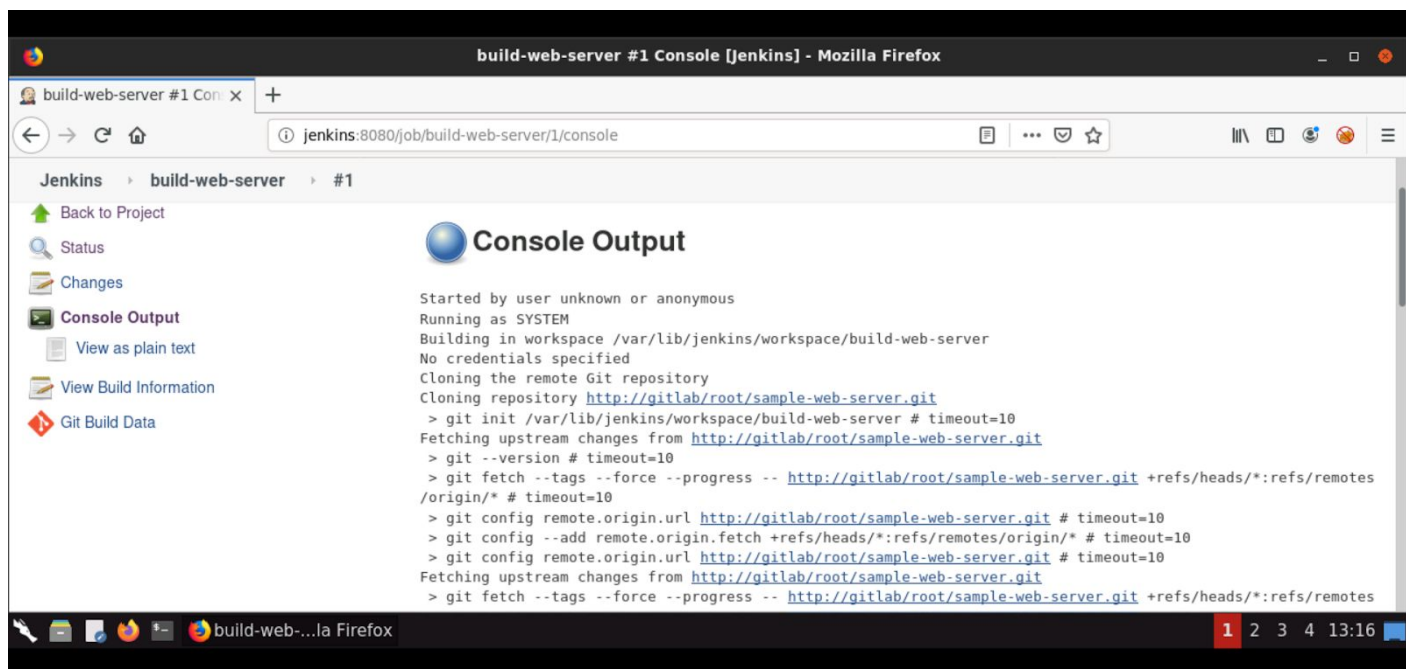 build-web-server #1 Console [Jenkins] - Mozilla Firefox
build-web-server #1 Con
jenkins:8080/job/build-web-server/1/console
Jenkins build-web-server #1
Back to Project
Status
Changes
Console Output
View as plain text
View Build Information
Git Build Data
Console Output
Started by user unknown or anonymous
Running as SYSTEM
Building in workspace /var/lib/jenkins/workspace/build-web-server
No credentials specified
Cloning the remote Git repository
Cloning repository http://gitlab/root/sample-web-server.git
> git init /var/lib/jenkins/workspace/build-web-server # timeout=10
Fetching upstream changes from http://gitlab/root/sample-web-server.git
> git --version # timeout=10
> git fetch --tags --force --progress -- http://gitlab/root/sample-web-server.git +refs/heads/*:refs/remotes
/origin/* # timeout=10
> git config remote.origin.url http://gitlab/root/sample-web-server.git # timeout=10
> git config --add remote.origin.fetch +refs/heads/*:refs/remotes/origin/* # timeout=10
> git config remote.origin.url http://gitlab/root/sample-web-server.git # timeout=10
Fetching upstream changes from http://gitlab/root/sample-web-server.git
> git fetch --tags --force --progress -- http://gitlab/root/sample-web-server.git +refs/heads/*:refs/remotes
build-web-...la Firefox
1 2 3 4 13:16